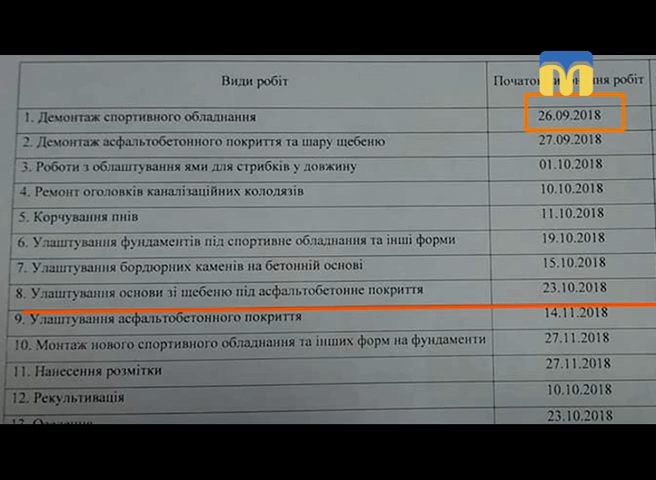 Види робіт Початок виконання робіт
1. Демонтаж спортивного обладнання 26.09.2018
2. Демонтаж асфальтобетонного покриття та шару щебеню 27.09.2018
3. Роботи з облаштування ями для стрибків у довжину 01.10.2018
4. Ремонт оголовків каналізаційних колодязів 10.10.2018
5. Корчування пнів 11.10.2018
6. Улаштування фундаментів під спортивне обладнання та інші форми 19.10.2018
7. Улаштування бордюрних каменів на бетонній основі 15.10.2018
8. Улаштування основи зі щебеню під асфальтобетонне покриття 23.10.2018
9. Улаштування асфальтобетонного покриття 14.11.2018
10. Монтаж нового спортивного обладнання та інших форм на фундаменти 27.11.2018
11. Нанесення розмітки 27.11.2018
12. Рекультивація 10.10.2018
13. 23.10.2018